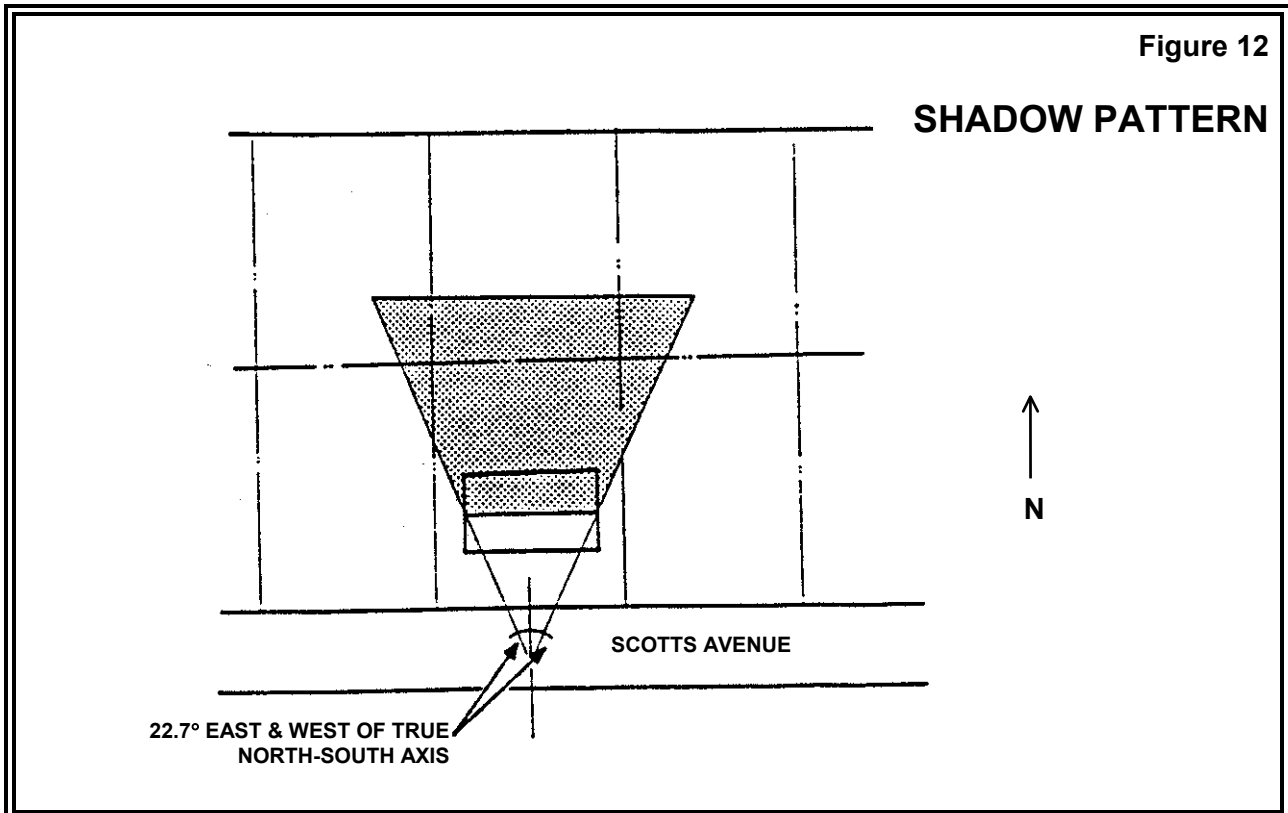 Figure 12
SHADOW PATTERN
N
SCOTTS AVENUE
22.7° EAST & WEST OF TRUE
NORTH-SOUTH AXIS